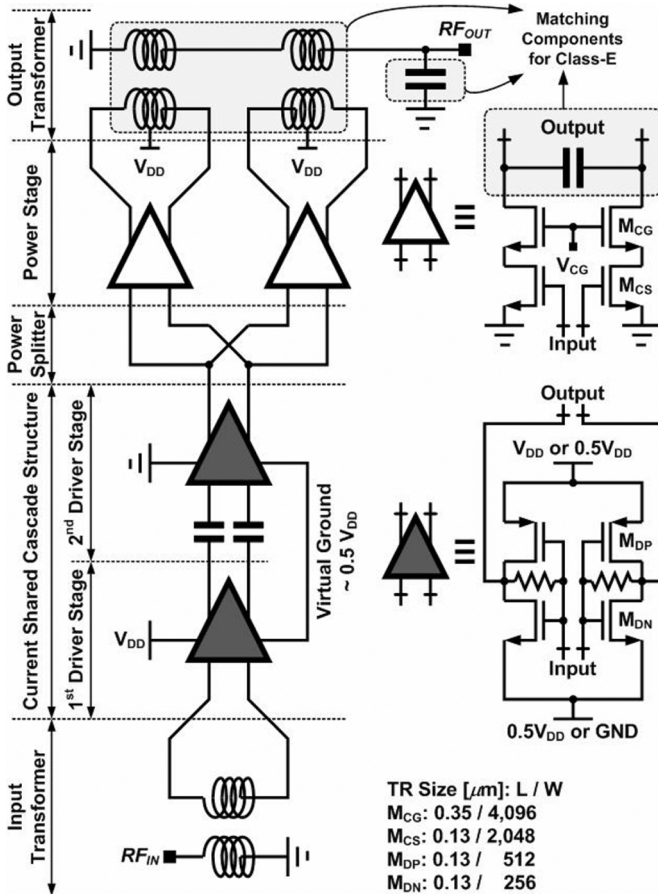 Output
Transformer
RF_OUT
Matching
Components
for Class-E
V_DD
V_DD
Power Stage
Output
M_CG
V_CG
M_CS
Input
Power
Splitter
Current Shared Cascade Structure
2nd Driver Stage
1st Driver Stage
Virtual Ground
~ 0.5 V_DD
V_DD
Output
V_DD or 0.5V_DD
M_DP
M_DN
Input
0.5V_DD or GND
Input
Transformer
RF_IN
TR Size [μm]: L / W
M_CG: 0.35 / 4,096
M_CS: 0.13 / 2,048
M_DP: 0.13 / 512
M_DN: 0.13 / 256